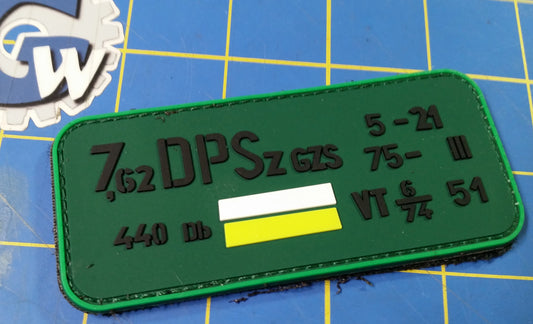 W
7,62 DPSz GZS 5-21
75- III
440 Db VT 6/74 51